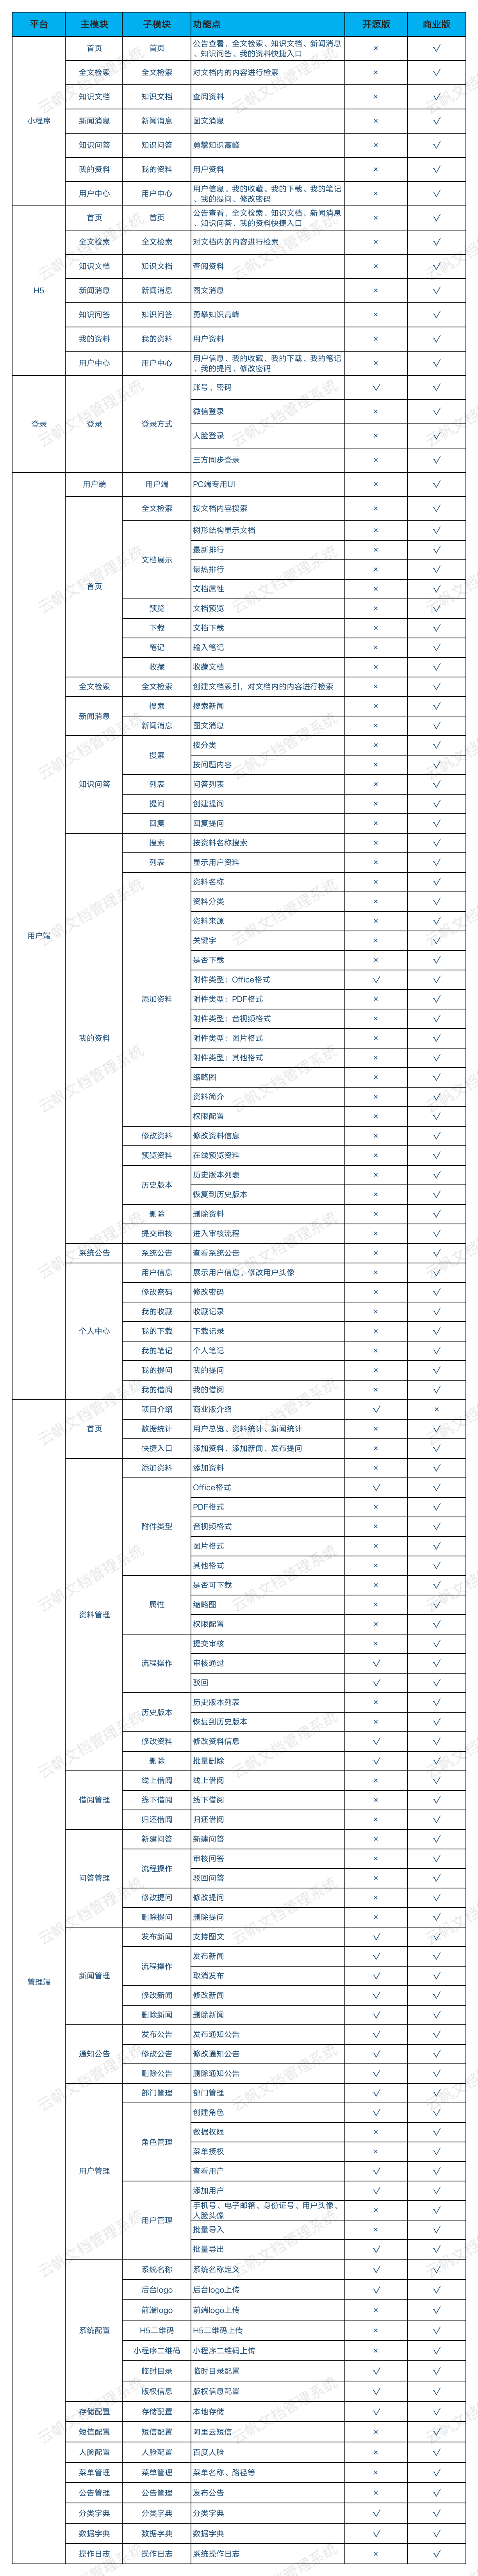 平台 主模块 子模块 功能点 开源版 商业版
小程序 首页 首页 公告查看，全文检索、知识文档、新闻消息、知识问答、我的资料快捷入口 × √
全文检索 全文检索 对文档内的内容进行检索 × √
知识文档 知识文档 查阅资料 × √
新闻消息 新闻消息 图文消息 × √
知识问答 知识问答 勇攀知识高峰 × √
我的资料 我的资料 用户资料 × √
用户中心 用户中心 用户信息、我的收藏、我的下载、我的笔记、我的提问、修改密码 × √
H5 首页 首页 公告查看，全文检索、知识文档、新闻消息、知识问答、我的资料快捷入口 × √
全文检索 全文检索 对文档内的内容进行检索 × √
知识文档 知识文档 查阅资料 × √
新闻消息 新闻消息 图文消息 × √
知识问答 知识问答 勇攀知识高峰 × √
我的资料 我的资料 用户资料 × √
用户中心 用户中心 用户信息、我的收藏、我的下载、我的笔记、我的提问、修改密码 × √
登录 登录 登录方式 账号、密码 √ √
微信登录 × √
人脸登录 × √
三方同步登录 × √
用户端 用户端 用户端 PC端专用UI × √
首页 全文检索 按文档内容搜索 × √
文档展示 树形结构显示文档 × √
最新排行 × √
最热排行 × √
文档属性 × √
预览 文档预览 × √
下载 文档下载 × √
笔记 输入笔记 × √
收藏 收藏文档 × √
全文检索 全文检索 创建文档索引，对文档内的内容进行检索 × √
新闻消息 搜索 搜索新闻 × √
新闻消息 图文消息 × √
知识问答 搜索 按分类 × √
按问题内容 × √
列表 问答列表 × √
提问 创建提问 × √
回复 回复提问 × √
我的资料 搜索 按资料名称搜索 × √
列表 显示用户资料 × √
添加资料 资料名称 × √
资料分类 × √
资料来源 × √
关键字 × √
是否下载 × √
附件类型：Office格式 √ √
附件类型：PDF格式 × √
附件类型：音视频格式 × √
附件类型：图片格式 × √
附件类型：其他格式 × √
缩略图 × √
资料简介 × √
权限配置 × √
修改资料 修改资料信息 × √
预览资料 在线预览资料 × √
历史版本 历史版本列表 × √
恢复到历史版本 × √
删除 删除资料 × √
提交审核 进入审核流程 × √
系统公告 系统公告 查看系统公告 × √
个人中心 用户信息 展示用户信息、修改用户头像 × √
修改密码 修改密码 × √
我的收藏 收藏记录 × √
我的下载 下载记录 × √
我的笔记 个人笔记 × √
我的提问 我的提问 × √
我的借阅 我的借阅 × √
管理端 首页 项目介绍 商业版介绍 √ ×
数据统计 用户总览、资料统计、新闻统计 × √
快捷入口 添加资料、添加新闻、发布提问 × √
资料管理 添加资料 添加资料 × √
附件类型 Office格式 √ √
PDF格式 × √
音视频格式 × √
图片格式 × √
其他格式 × √
属性 是否可下载 × √
缩略图 × √
权限配置 × √
流程操作 提交审核 × √
审核通过 √ √
驳回 √ √
历史版本 历史版本列表 × √
恢复到历史版本 × √
修改资料 修改资料信息 √ √
删除 批量删除 √ √
借阅管理 线上借阅 线上借阅 × √
线下借阅 线下借阅 × √
归还借阅 归还借阅 × √
问答管理 新建问答 新建问答 × √
流程操作 审核问答 × √
驳回问答 × √
修改提问 修改提问 × √
删除提问 删除提问 × √
新闻管理 发布新闻 支持图文 √ √
流程操作 发布新闻 √ √
取消发布 √ √
修改新闻 修改新闻 √ √
删除新闻 删除新闻 √ √
通知公告 发布公告 发布通知公告 √ √
修改公告 修改通知公告 √ √
删除公告 删除通知公告 √ √
用户管理 部门管理 部门管理 √ √
角色管理 创建角色 √ √
数据权限 × √
菜单授权 × √
查看用户 √ √
用户管理 添加用户 √ √
手机号、电子邮箱、身份证号、用户头像、人脸头像 × √
批量导入 × √
批量导出 √ √
系统配置 系统名称 系统名称定义 √ √
后台logo 后台logo上传 √ √
前端logo 前端logo上传 × √
H5二维码 H5二维码上传 × √
小程序二维码 小程序二维码上传 × √
临时目录 临时目录配置 √ √
版权信息 版权信息配置 √ √
存储配置 存储配置 本地存储 √ √
短信配置 短信配置 阿里云短信 × √
人脸配置 人脸配置 百度人脸 × √
菜单管理 菜单管理 菜单名称、路径等 × √
公告管理 公告管理 发布公告 × √
分类字典 分类字典 分类字典 √ √
数据字典 数据字典 数据字典 √ √
操作日志 操作日志 系统操作日志 × √
云帆文档管理系统